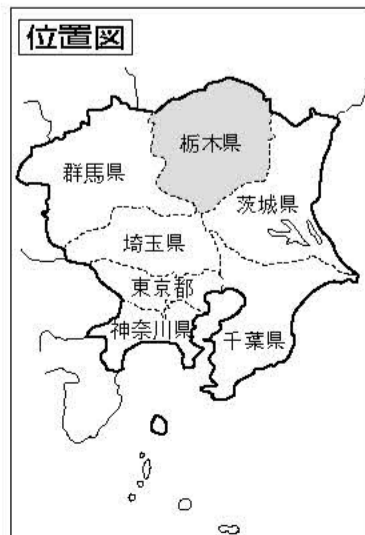 位置図
栃木県
群馬県
茨城県
埼玉県
東京都
神奈川県
千葉県